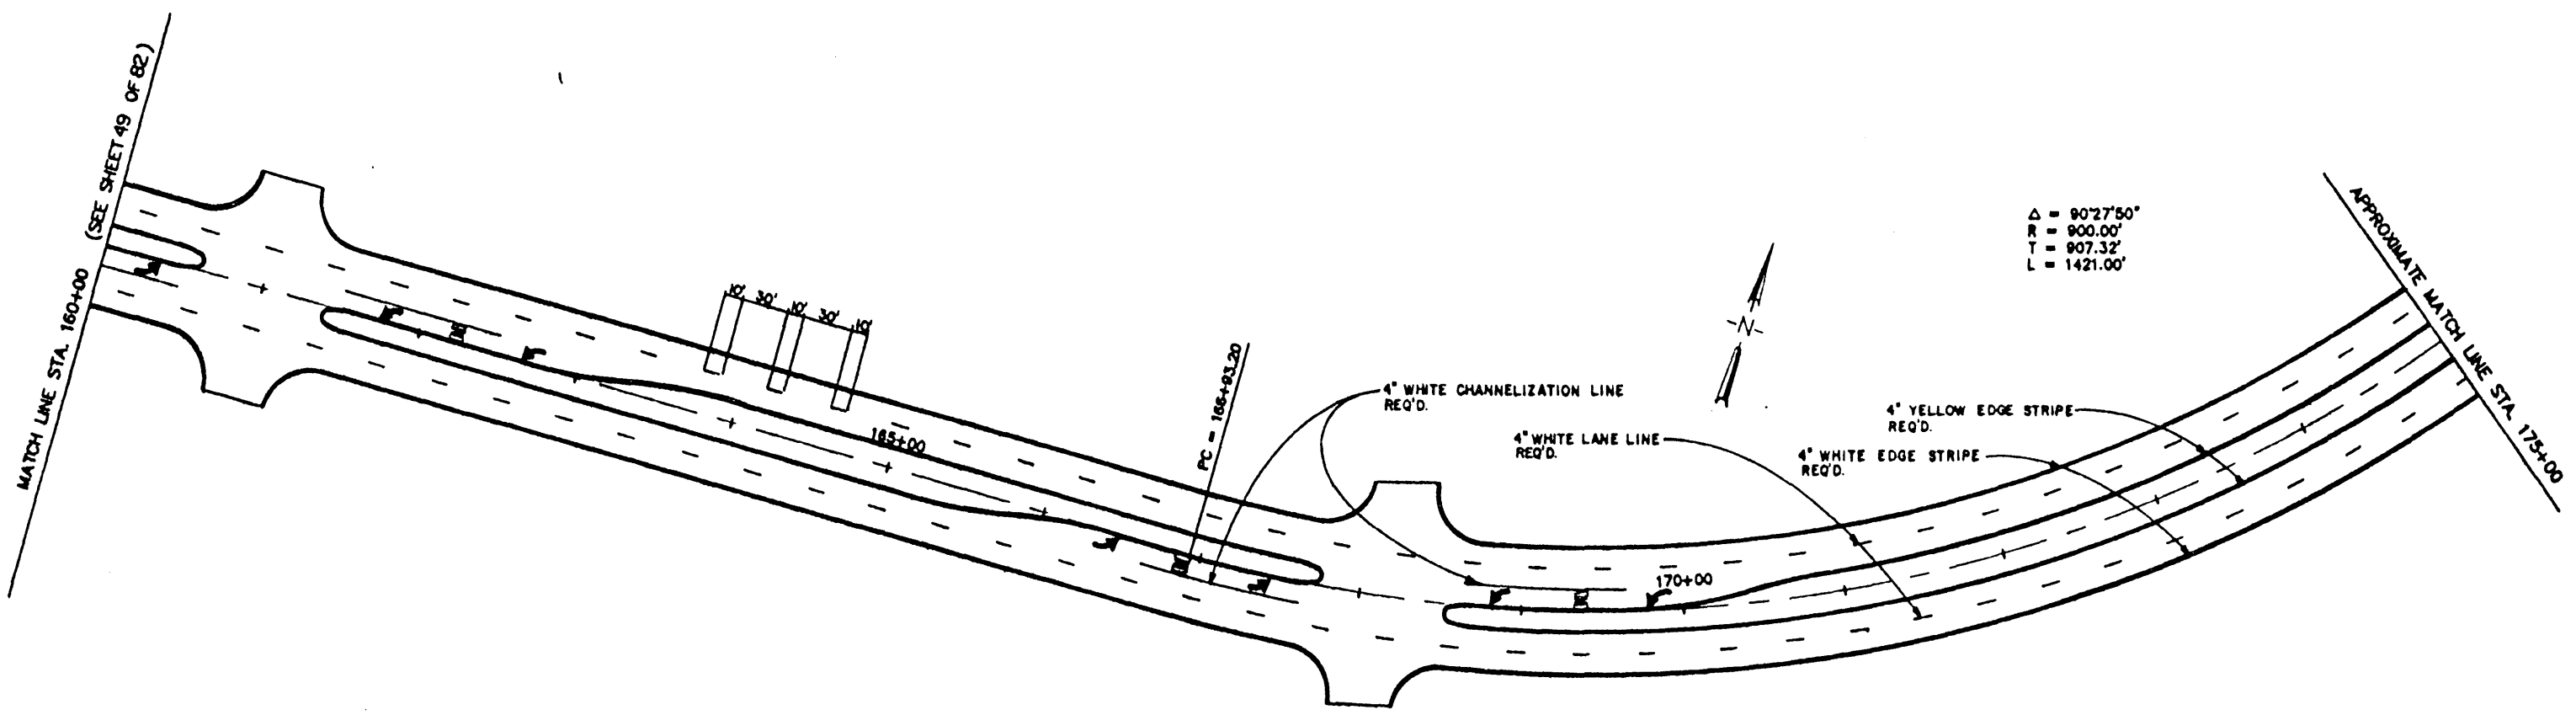 MATCH LINE STA. 160+00 (SEE SHEET 49 OF 82)
10' 30' 10' 30' 10'
165+00
PC = 166+93.20
4" WHITE CHANNELIZATION LINE
REQ'D.
4" WHITE LANE LINE
REQ'D.
4" YELLOW EDGE STRIPE
REQ'D.
4" WHITE EDGE STRIPE
REQ'D.
170+00
N
Δ = 90°27'50"
R = 900.00'
T = 907.32'
L = 1421.00'
APPROXIMATE MATCH LINE STA. 175+00